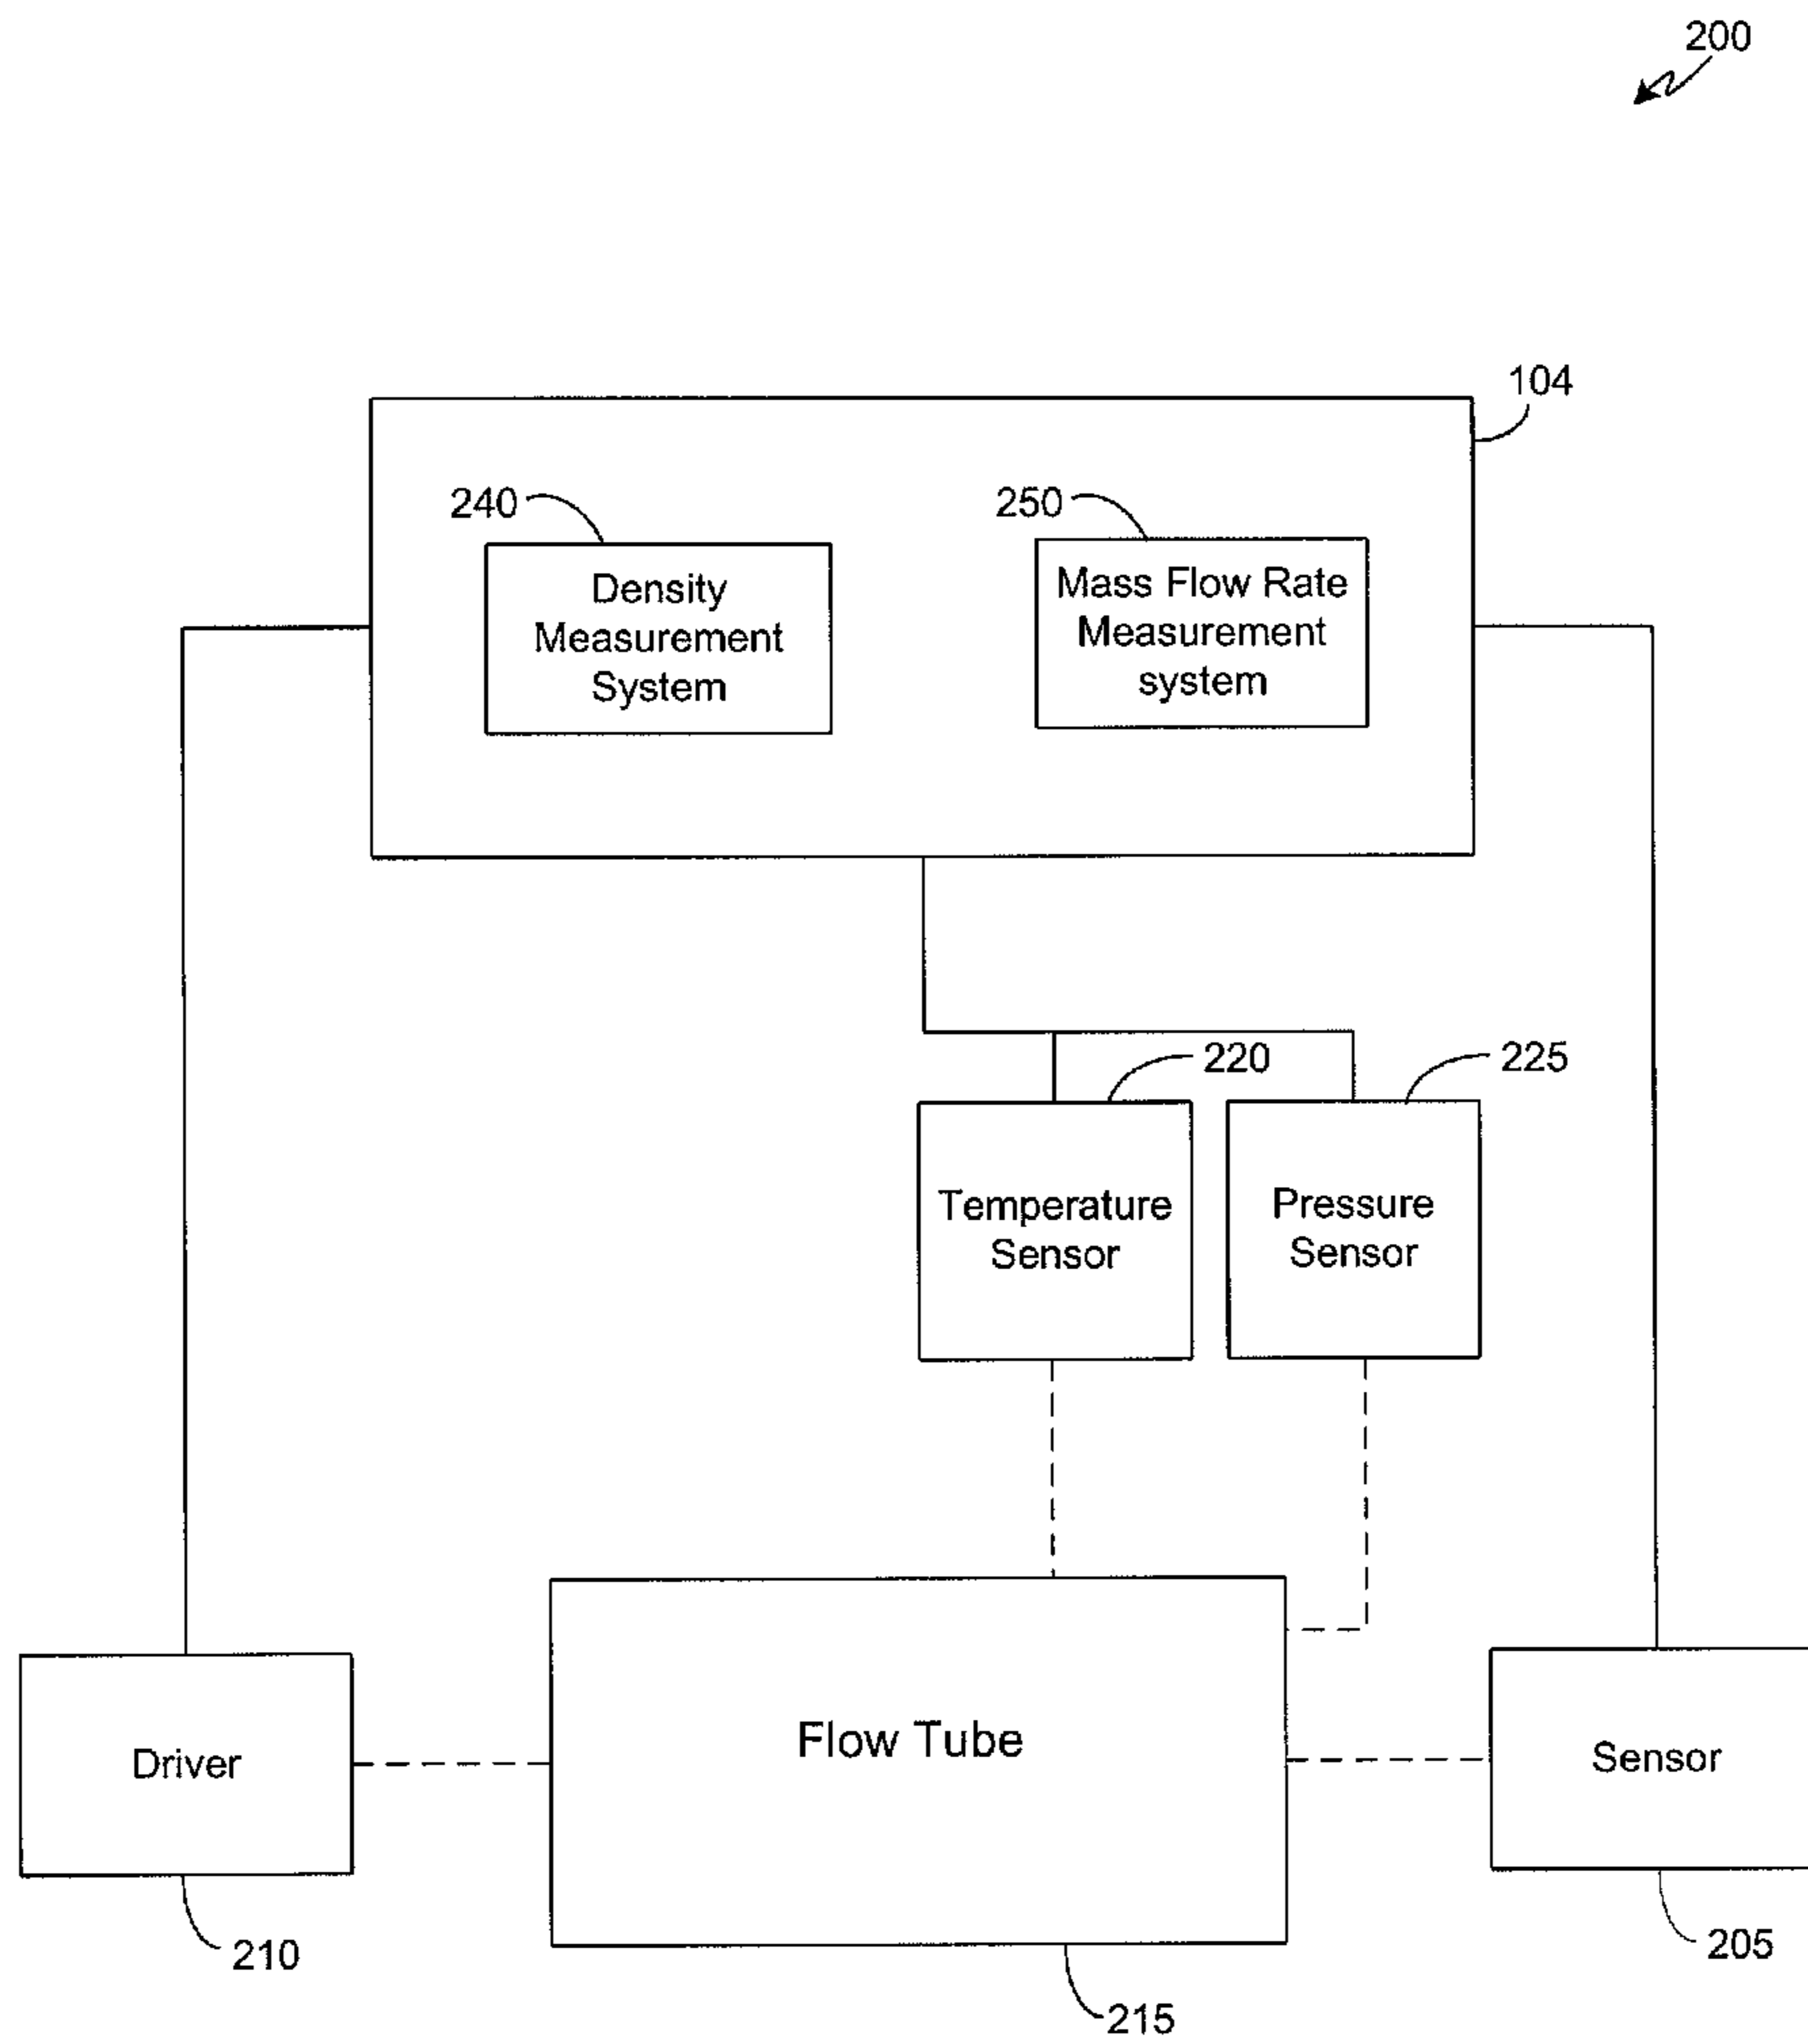 200
104
240
250
Density
Measurement
System
Mass Flow Rate
Measurement
system
220
225
Temperature
Sensor
Pressure
Sensor
Driver
Flow Tube
Sensor
210
215
205